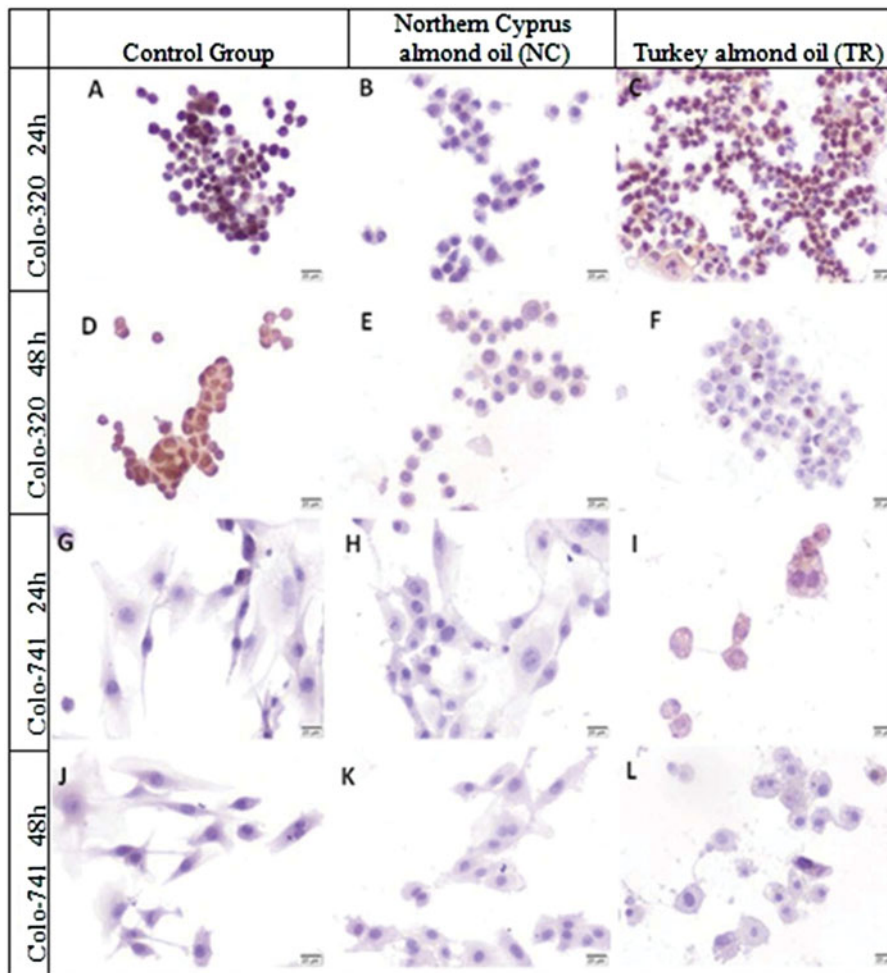 Control Group
Northern Cyprus
almond oil (NC)
Turkey almond oil (TR)
Colo-320 24h
A
B
C
Colo-320 48h
D
E
F
Colo-741 24h
G
H
I
Colo-741 48h
J
K
L